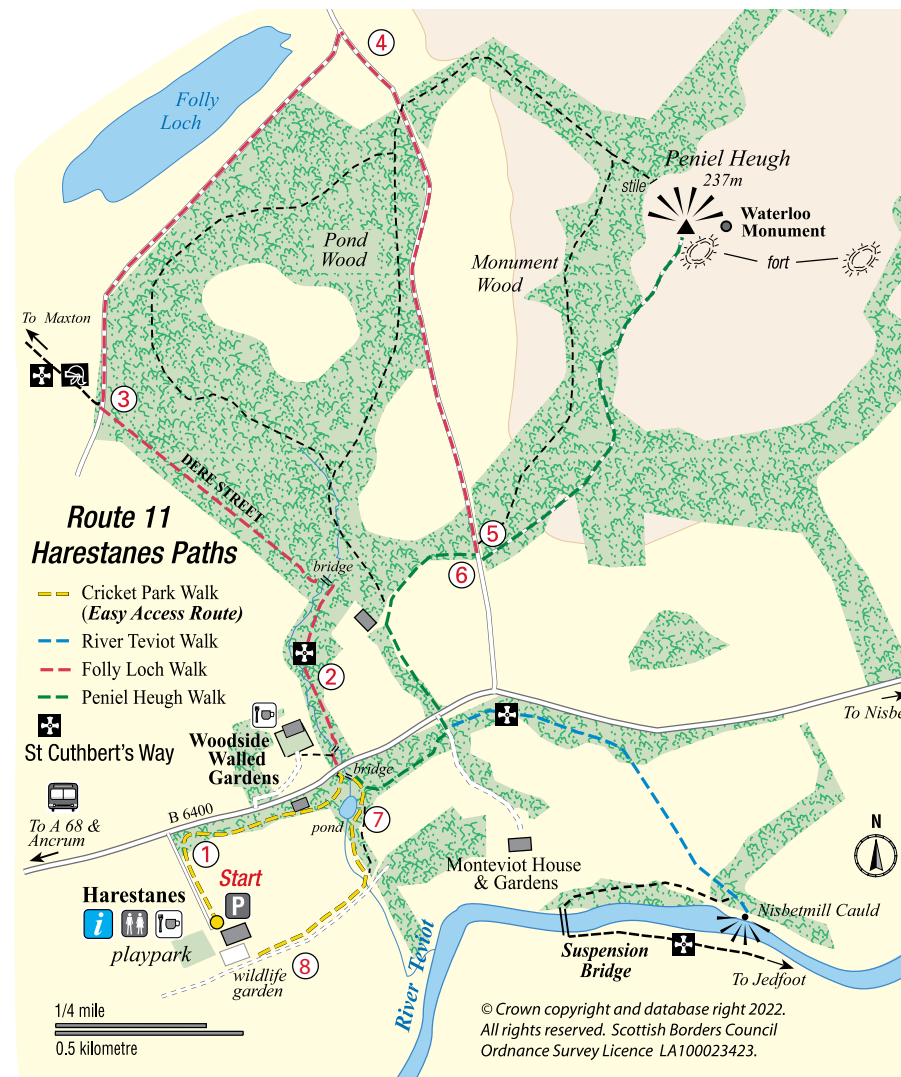 4
Folly
Loch
Peniel Heugh
237m
stile
Waterloo
Monument
fort
Pond
Wood
Monument
Wood
To Maxton
3
DERE STREET
Route 11
Harestanes Paths
Cricket Park Walk
(Easy Access Route)
River Teviot Walk
Folly Loch Walk
Peniel Heugh Walk
St Cuthbert's Way
5
6
bridge
2
To Nisbe
Woodside
Walled
Gardens
bridge
B 6400
To A 68 &
Ancrum
pond
7
1
Start
P
Harestanes
i
playpark
wildlife
garden
8
Monteviot House
& Gardens
N
Nisbetmill Cauld
River Teviot
Suspension
Bridge
To Jedfoot
1/4 mile
0.5 kilometre
© Crown copyright and database right 2022.
All rights reserved. Scottish Borders Council
Ordnance Survey Licence LA100023423.